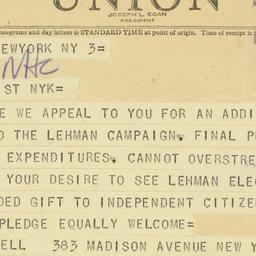 UNION
JOSEPH L. EGAN
PRESIDENT
telegrams and day letters is STANDARD TIME at point of origin. Time of receipt is
NEWYORK NY 3=
NHC
ST NYK=
E WE APPEAL TO YOU FOR AN ADDI
O THE LEHMAN CAMPAIGN. FINAL P
EXPENDITURES. CANNOT OVERSTRE
YOUR DESIRE TO SEE LEHMAN ELE
DED GIFT TO INDEPENDENT CITIZE
PLEDGE EQUALLY WELCOME=
ELL 383 MADISON AVENUE NEW Y